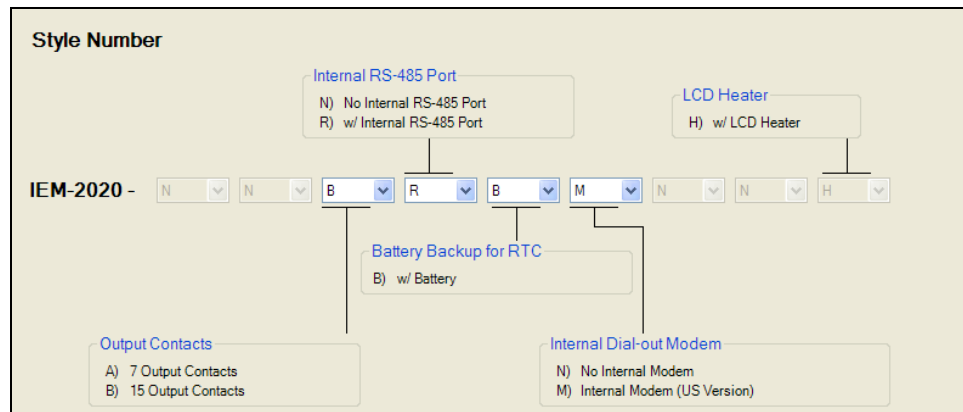 Style Number
Internal RS-485 Port
N) No Internal RS-485 Port
R) w/ Internal RS-485 Port
LCD Heater
H) w/ LCD Heater
IEM-2020 - N N B R B M N N H
Battery Backup for RTC
B) w/ Battery
Output Contacts
A) 7 Output Contacts
B) 15 Output Contacts
Internal Dial-out Modem
N) No Internal Modem
M) Internal Modem (US Version)